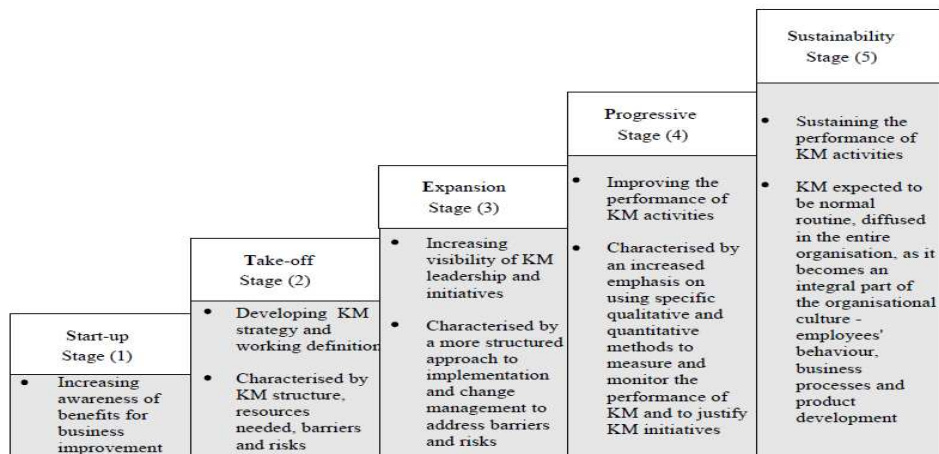 Start-up
Stage (1)
• Increasing
awareness of
benefits for
business
improvement
Take-off
Stage (2)
• Developing KM
strategy and
working definition
• Characterised by
KM structure,
resources
needed, barriers
and risks
Expansion
Stage (3)
• Increasing
visibility of KM
leadership and
initiatives
• Characterised by
a more structured
approach to
implementation
and change
management to
address barriers
and risks
Progressive
Stage (4)
• Improving the
performance of
KM activities
• Characterised by
an increased
emphasis on
using specific
qualitative and
quantitative
methods to
measure and
monitor the
performance of
KM and to justify
KM initiatives
Sustainability
Stage (5)
• Sustaining the
performance of
KM activities
• KM expected to
be normal
routine, diffused
in the entire
organisation, as it
becomes an
integral part of
the organisational
culture -
employees'
behaviour,
business
processes and
product
development